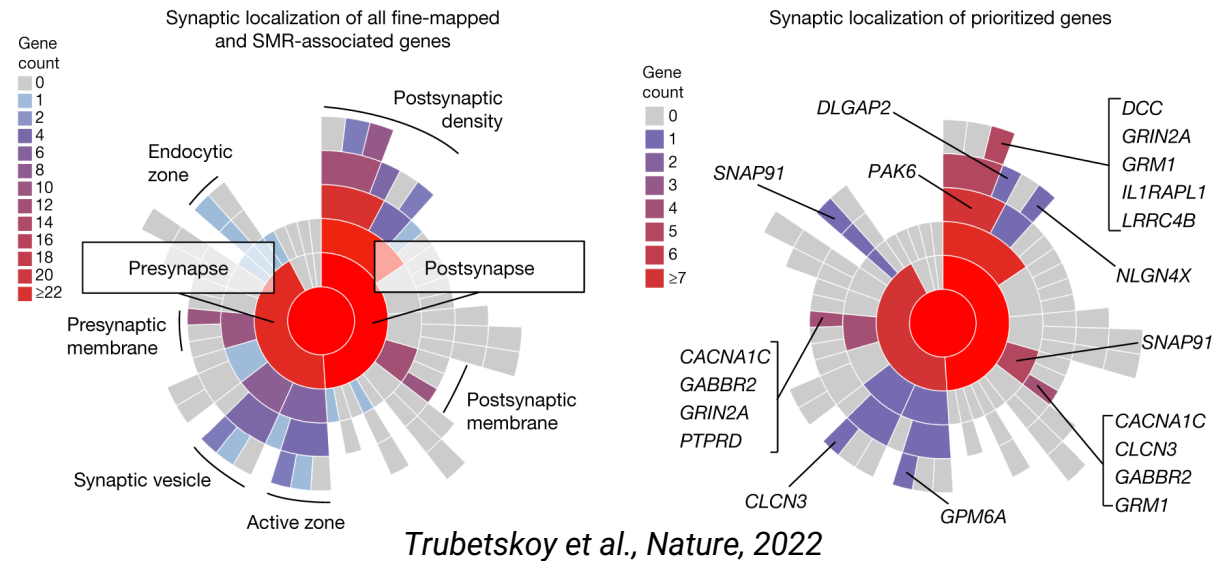 Synaptic localization of all fine-mapped
and SMR-associated genes
Gene
count
0
1
2
4
6
8
10
12
14
16
18
20
≥22
Postsynaptic
density
Endocytic
zone
Presynapse
Postsynapse
Presynaptic
membrane
Postsynaptic
membrane
Synaptic vesicle
Active zone
Synaptic localization of prioritized genes
Gene
count
0
1
2
3
4
5
6
≥7
DLGAP2
DCC
GRIN2A
GRM1
IL1RAPL1
LRRC4B
SNAP91
PAK6
NLGN4X
SNAP91
CACNA1C
GABBR2
GRIN2A
PTPRD
CACNA1C
CLCN3
GABBR2
GRM1
CLCN3
GPM6A
Trubetskoy et al., Nature, 2022